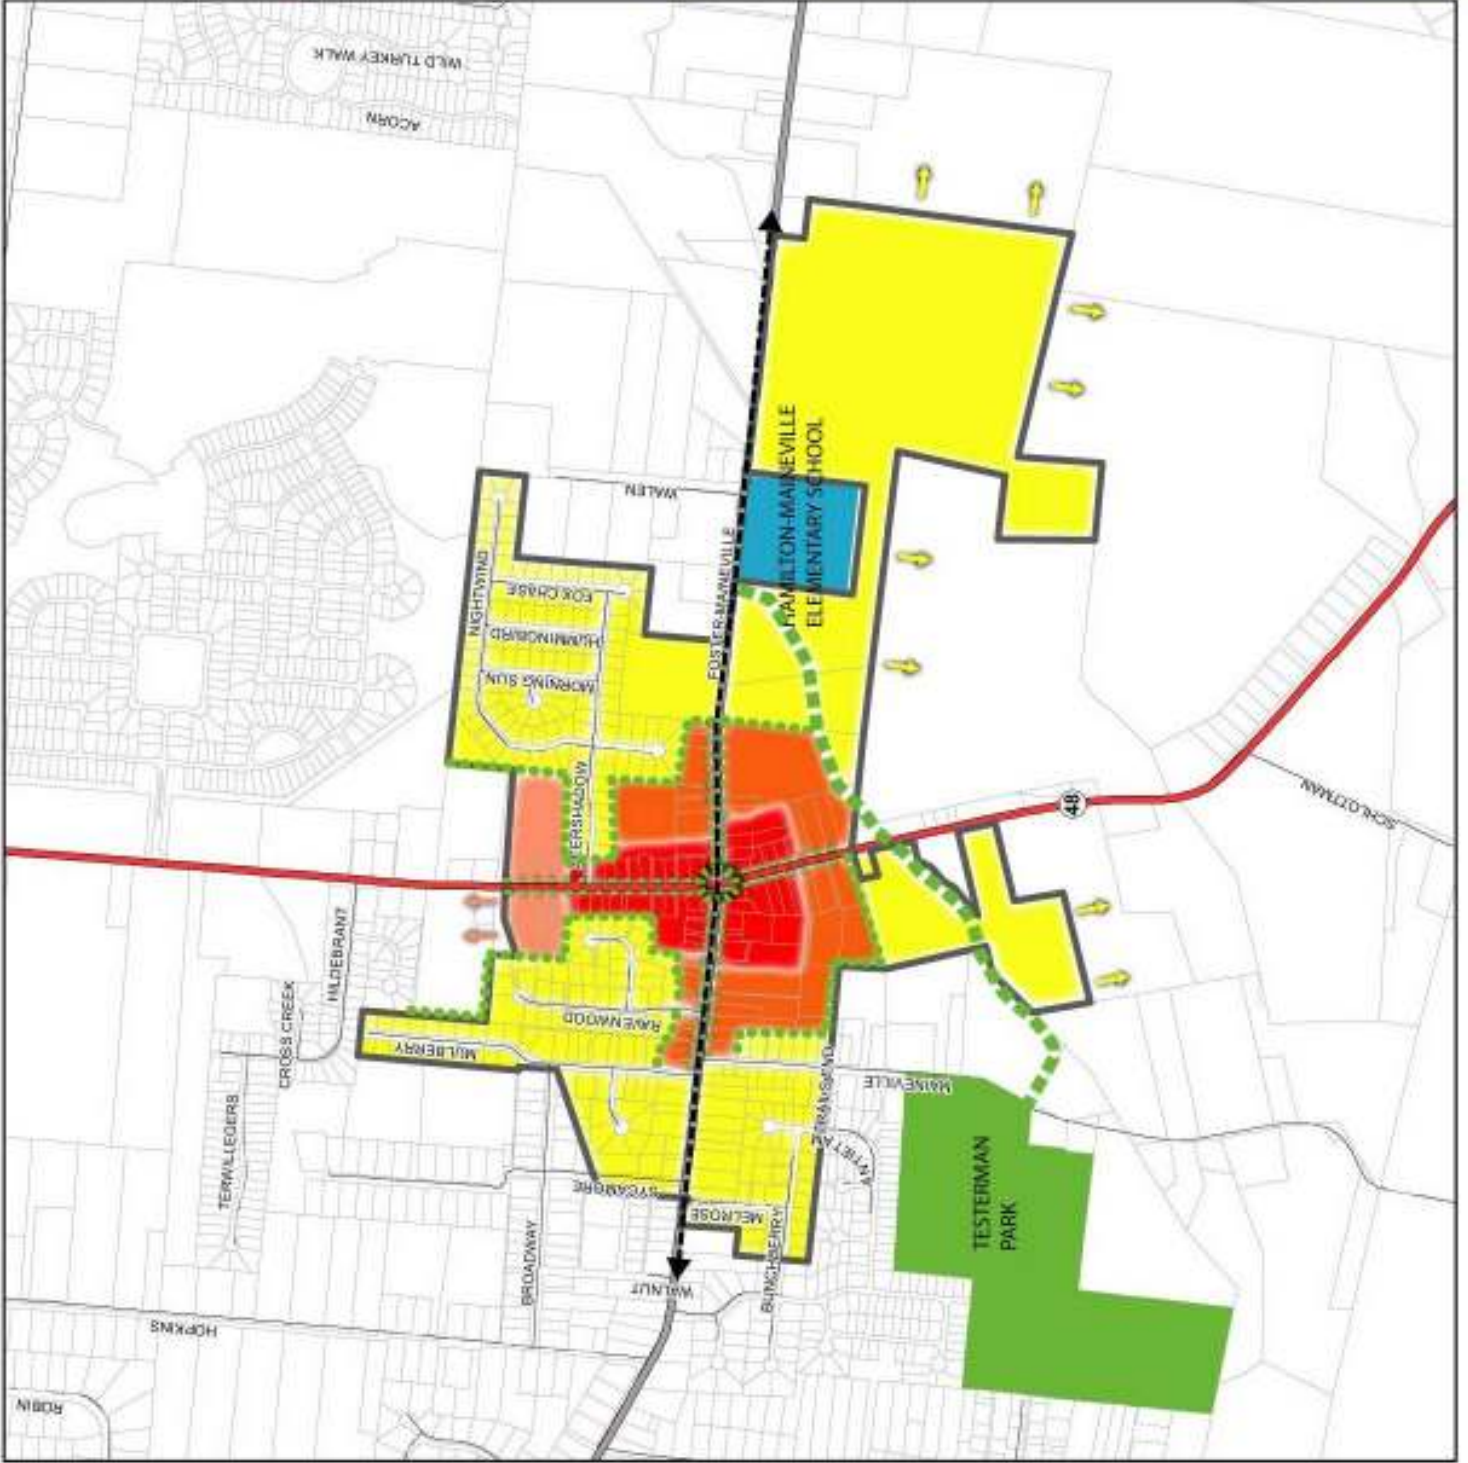 WILD TURKEY WALK
ACORN
HAMILTON-MAINEVILLE
ELEMENTARY SCHOOL
WALEN
FOSTER-MAINEVILLE
NIGHTWIND
FOX CHASE
HUMMINGBIRD
MORNING SUN
48
SCHLOTTMAN
HILDEBRANT
CROSS CREEK
RAVENWOOD
MULBERRY
MAINEVILLE
TERWILLEGERS
ANTIETAM
SYCAMORE
MELROSE
TESTERMAN
PARK
BROADWAY
BUNCHBERRY
WALNUT
HOPKINS
ROBIN